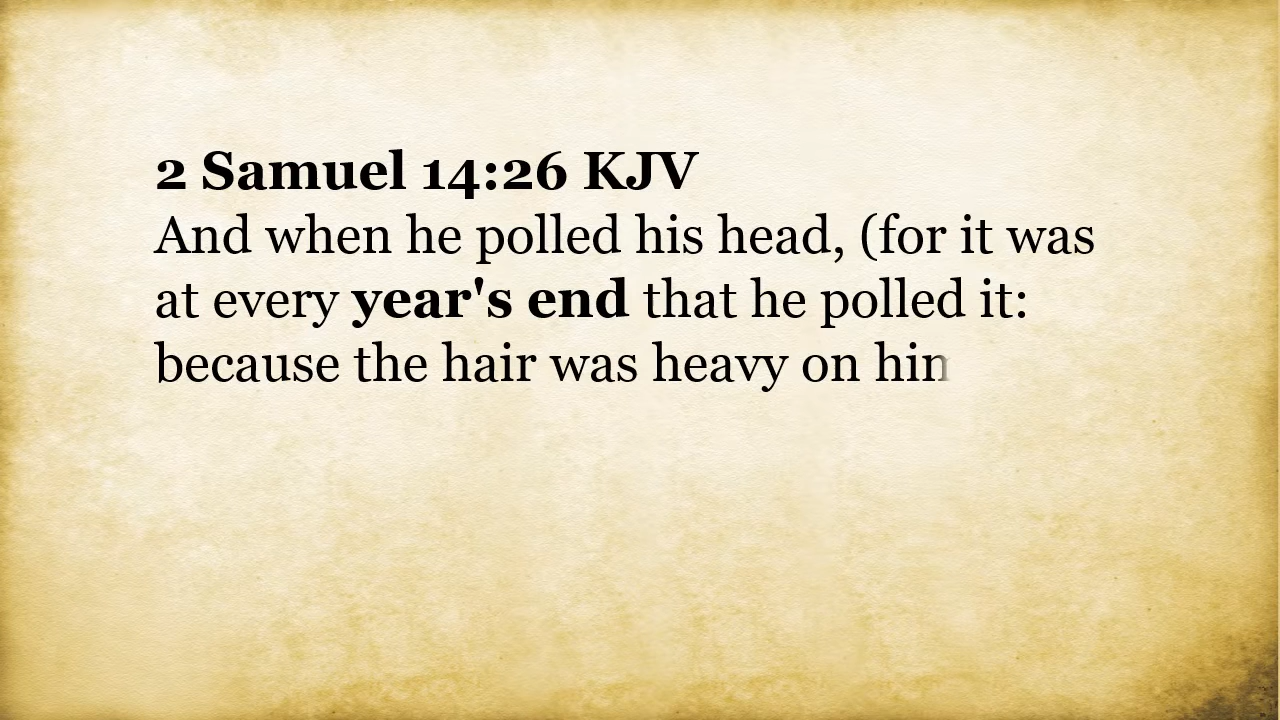 2 Samuel 14:26 KJV
And when he polled his head, (for it was
at every year's end that he polled it:
because the hair was heavy on